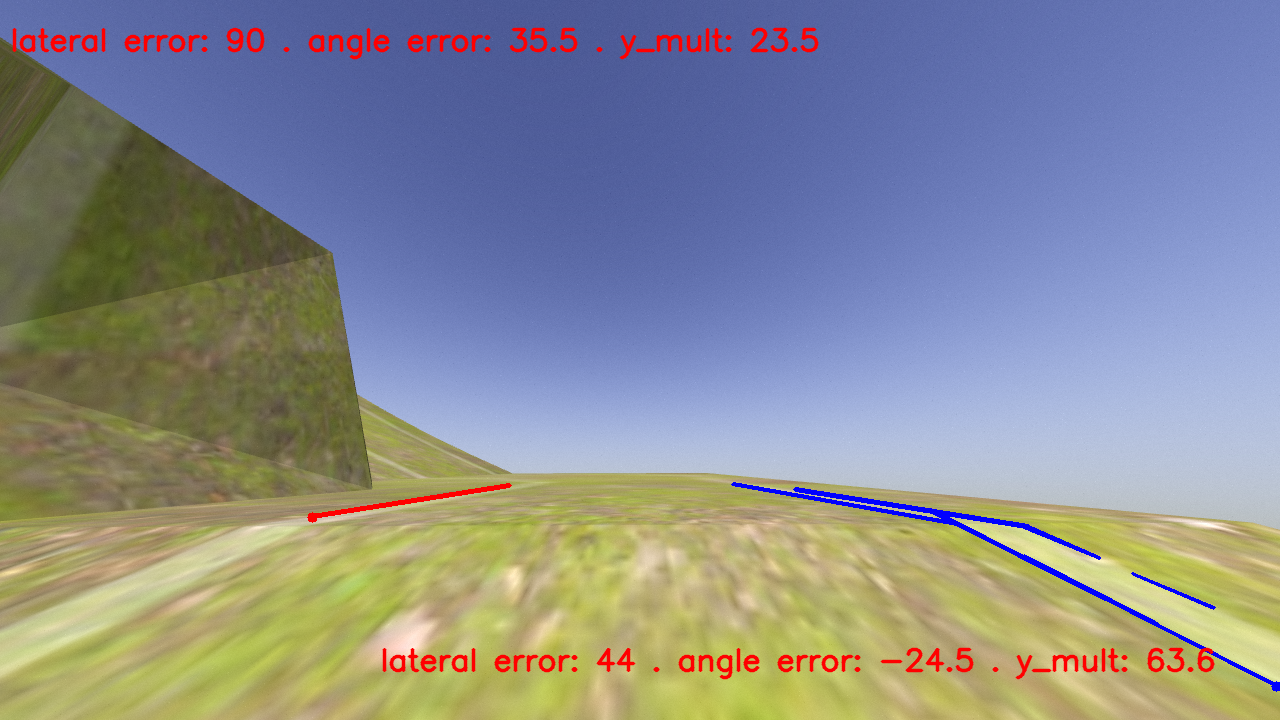 lateral error: 90 . angle error: 35.5 . y_mult: 23.5
lateral error: 44 . angle error: -24.5 . y_mult: 63.6